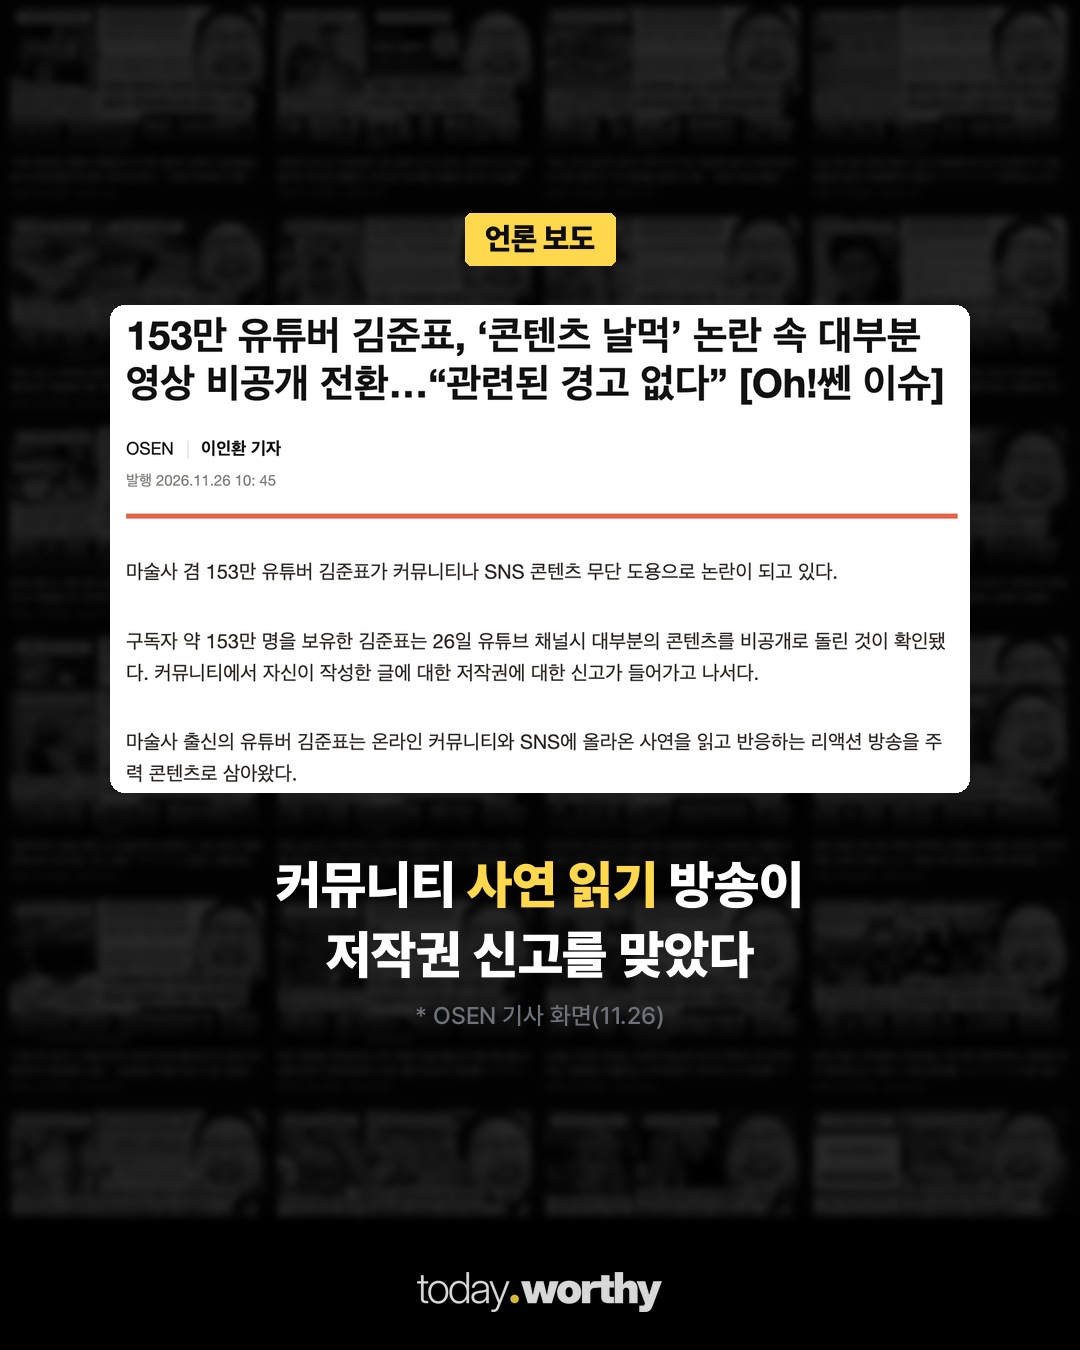 언론 보도
153만 유튜버 김준표, ‘콘텐츠 날먹’ 논란 속 대부분
영상 비공개 전환…“관련된 경고 없다” [Oh!쎈 이슈]
OSEN | 이인환 기자
발행 2026.11.26 10: 45
마술사 겸 153만 유튜버 김준표가 커뮤니티나 SNS 콘텐츠 무단 도용으로 논란이 되고 있다.
구독자 약 153만 명을 보유한 김준표는 26일 유튜브 채널시 대부분의 콘텐츠를 비공개로 돌린 것이 확인됐
다. 커뮤니티에서 자신이 작성한 글에 대한 저작권에 대한 신고가 들어가고 나서다.
마술사 출신의 유튜버 김준표는 온라인 커뮤니티와 SNS에 올라온 사연을 읽고 반응하는 리액션 방송을 주
력 콘텐츠로 삼아왔다.
커뮤니티 사연 읽기 방송이
저작권 신고를 맞았다
* OSEN 기사 화면(11.26)
today.worthy